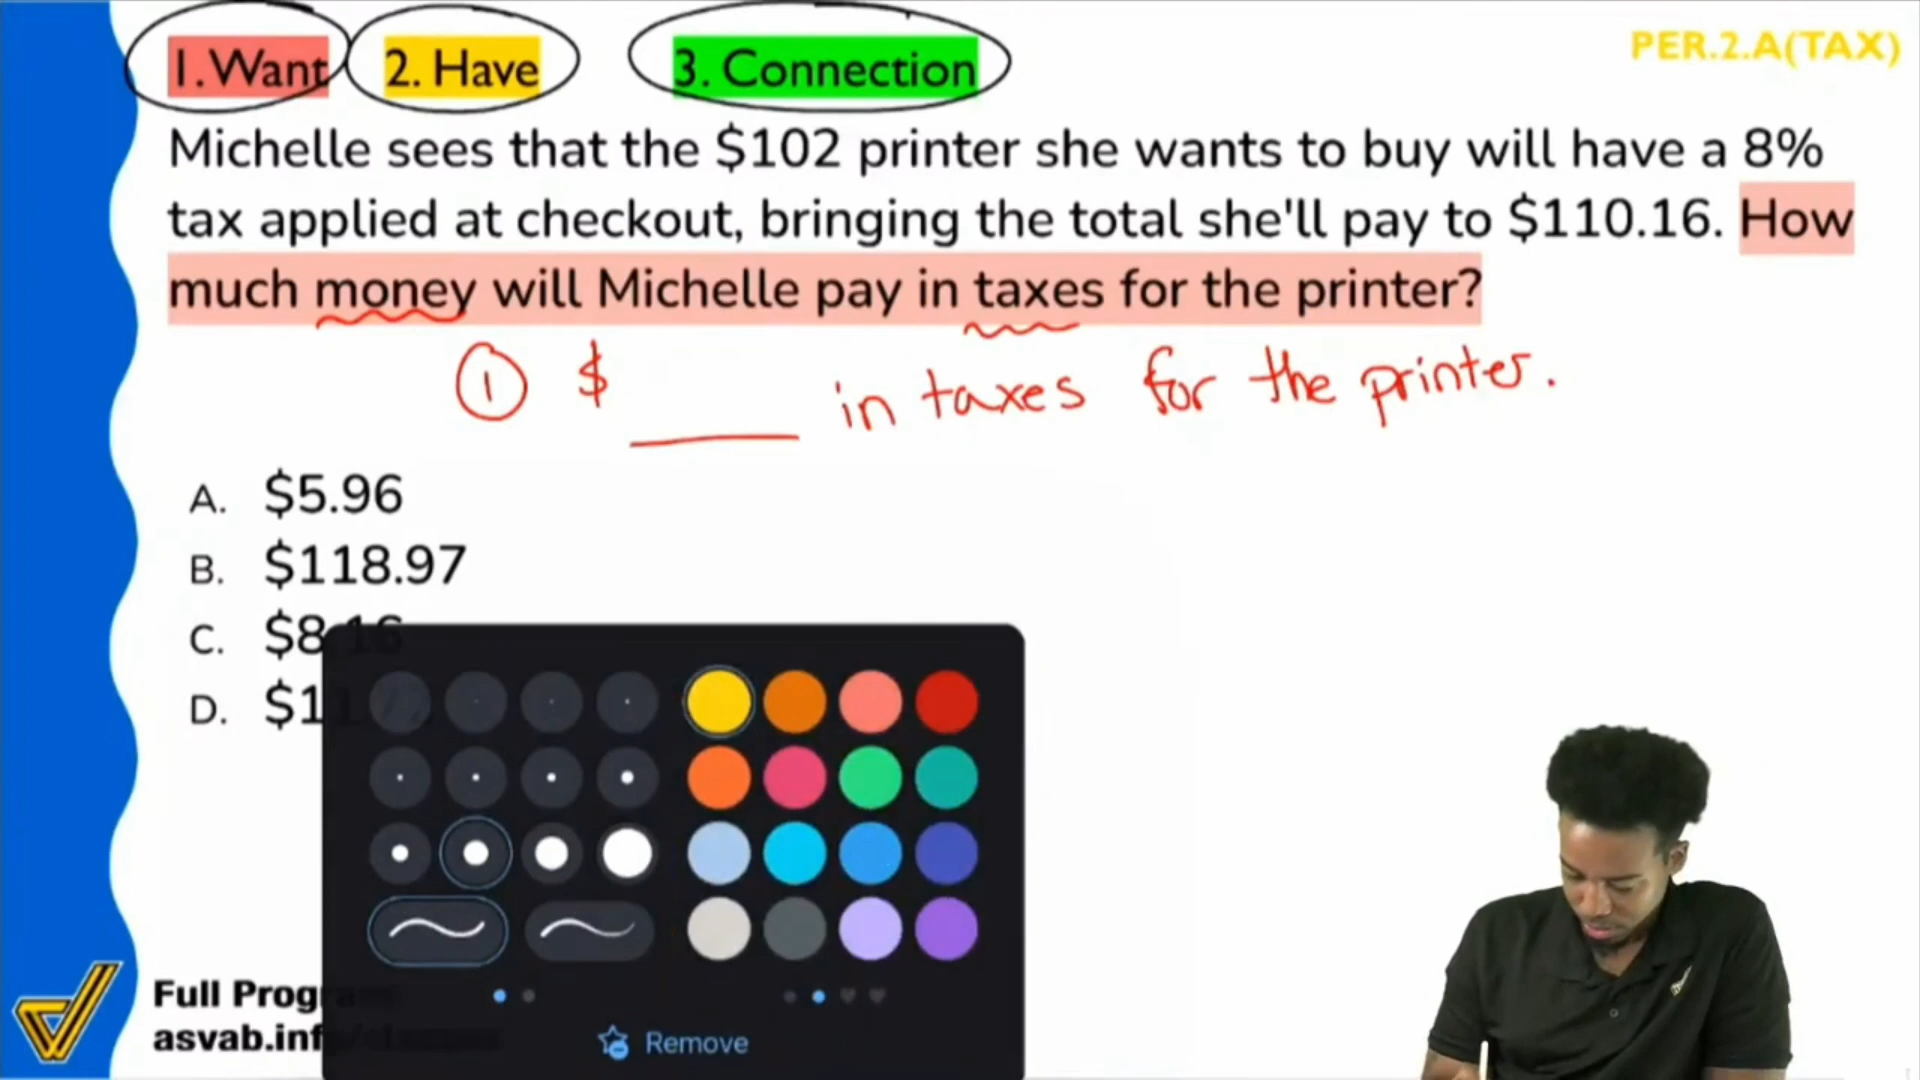 1. Want 2. Have 3. Connection
PER.2.A(TAX)
Michelle sees that the $102 printer she wants to buy will have a 8%
tax applied at checkout, bringing the total she'll pay to $110.16. How
much money will Michelle pay in taxes for the printer?
1 $ ____ in taxes for the printer.
A. $5.96
B. $118.97
C. $8.16
D.
Full
Remove